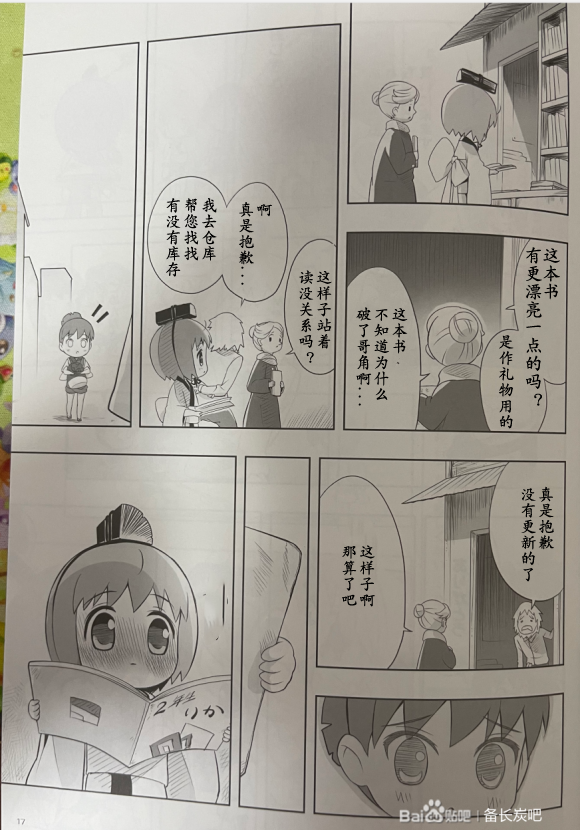 这本书
有更漂亮一点的吗？
是作礼物用的
这本书
不知道为什么
破了哥角啊・・・
这样子站着
读没关系吗？
啊
真是抱歉・・・
我去仓库
帮您找找
有没有库存
真是抱歉
没有更新的了
这样子啊
那算了吧
2年生
りか
17
Baidu贴吧 | 备长炭吧